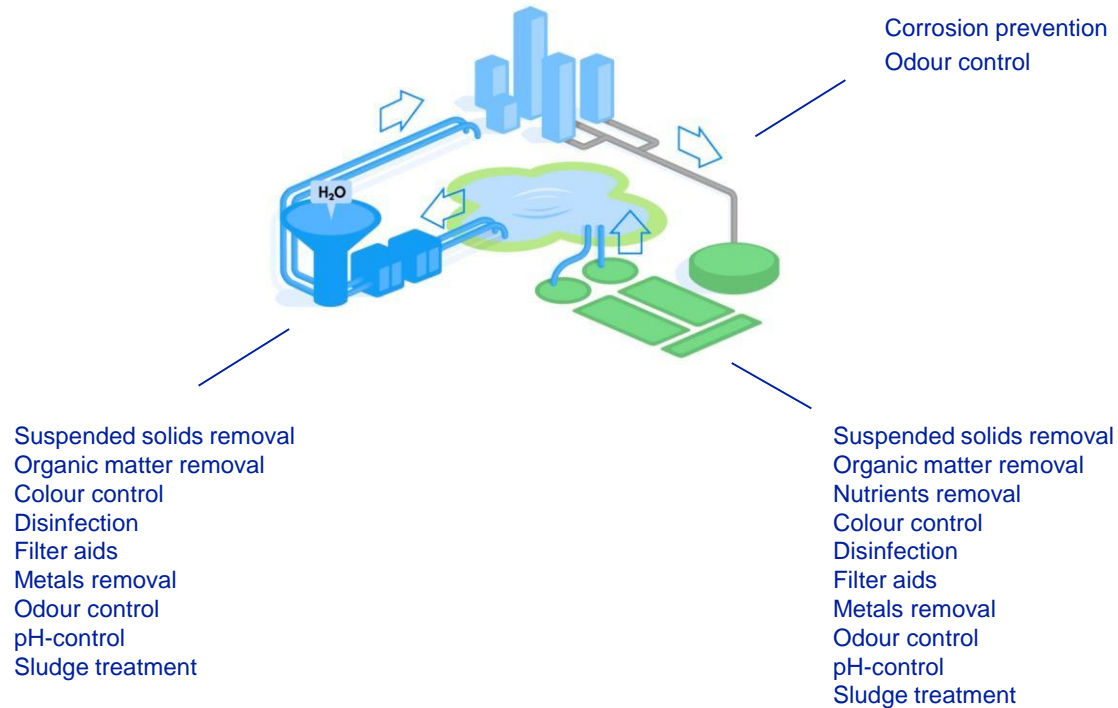 Corrosion prevention
Odour control
H₂O
Suspended solids removal
Organic matter removal
Colour control
Disinfection
Filter aids
Metals removal
Odour control
pH-control
Sludge treatment
Suspended solids removal
Organic matter removal
Nutrients removal
Colour control
Disinfection
Filter aids
Metals removal
Odour control
pH-control
Sludge treatment